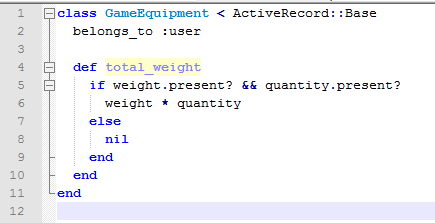 1 class GameEquipment < ActiveRecord::Base
2   belongs_to :user
3
4   def total_weight
5     if weight.present? && quantity.present?
6       weight * quantity
7     else
8       nil
9     end
10   end
11 end
12